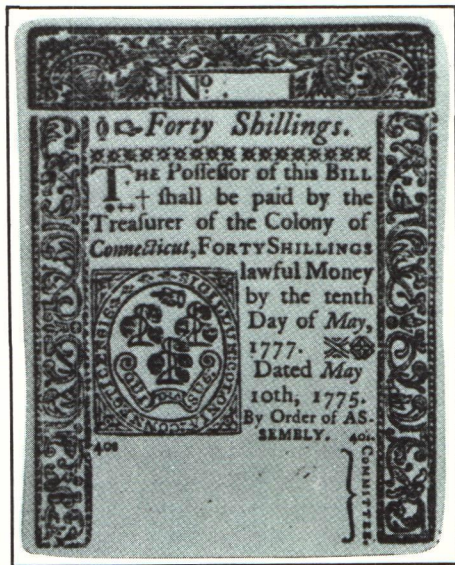 Nº.
Forty Shillings.
THE Poſſeſſor of this BILL
ſhall be paid by the
Treaſurer of the Colony of
Connecticut, FORTY SHILLINGS
lawful Money
by the tenth
Day of May,
1777.
Dated May
10th, 1775.
By Order of AS-
SEMBLY.
40s
40s.
COMMITTEE.